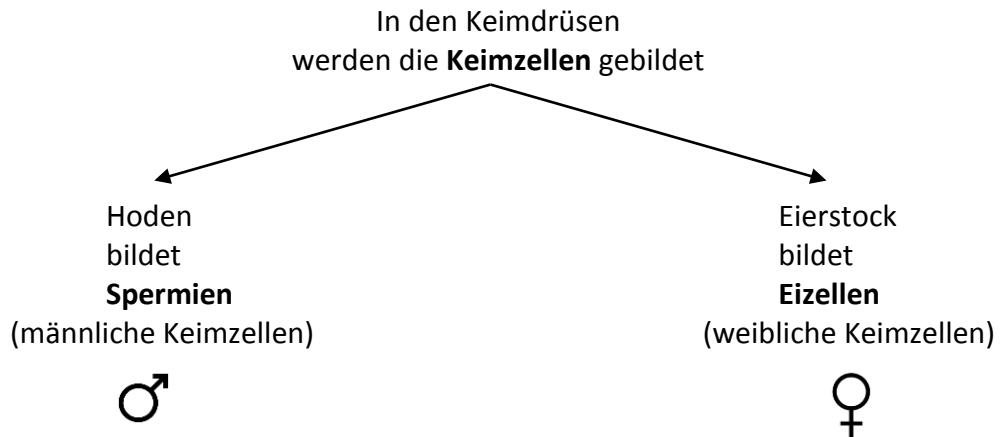 In den Keimdrüsen
werden die Keimzellen gebildet
Hoden
bildet
Spermien
(männliche Keimzellen)
Eierstock
bildet
Eizellen
(weibliche Keimzellen)
♂
♀